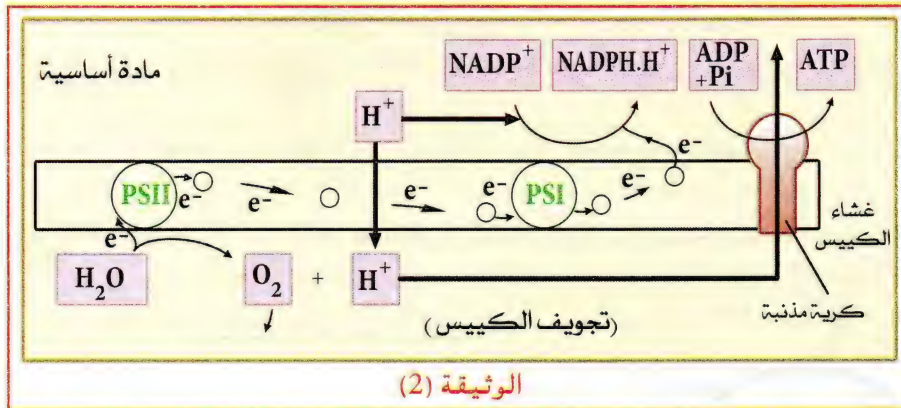 مادة أساسية
NADP⁺ NADPH.H⁺ ADP +Pi ATP
H⁺
e⁻
PSII e⁻ e⁻ e⁻ e⁻ PSI e⁻
e⁻
غشاء الكييس
H₂O O₂ + H⁺
كرية مذنبة
(تجويف الكييس)
الوثيقة (2)